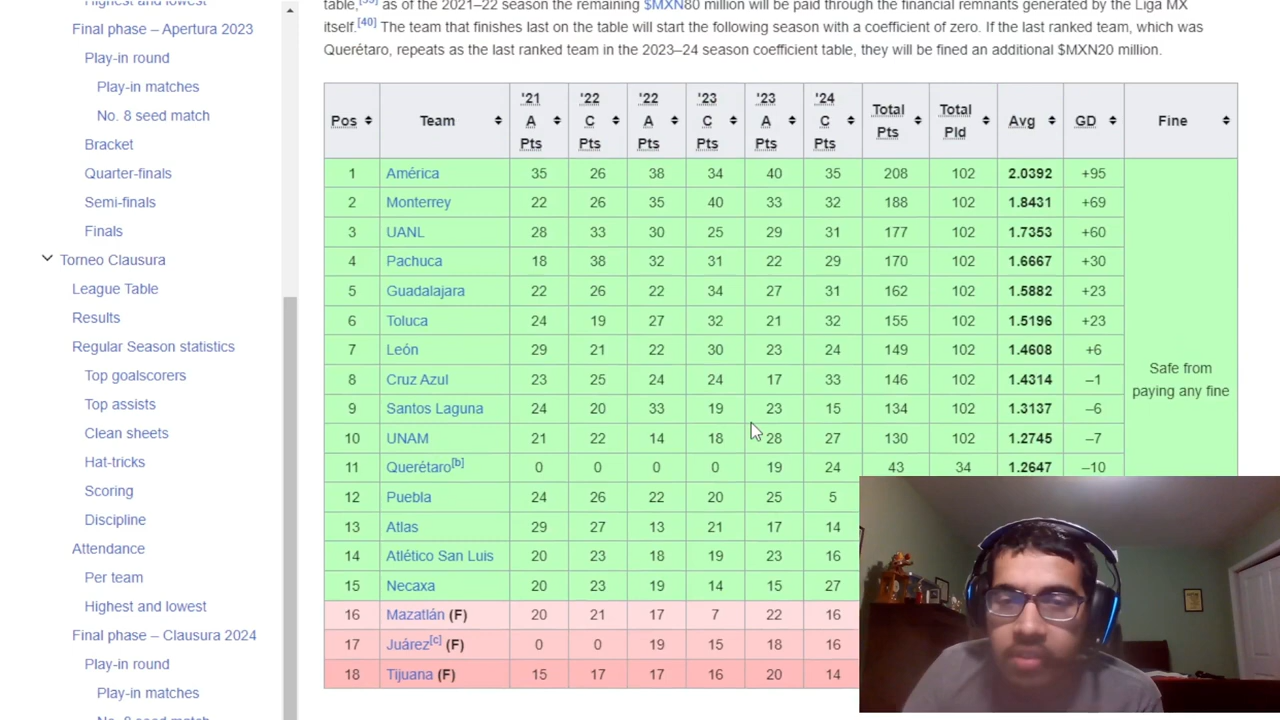 Highest and lowest
Final phase – Apertura 2023
Play-in round
Play-in matches
No. 8 seed match
Bracket
Quarter-finals
Semi-finals
Finals
Torneo Clausura
League Table
Results
Regular Season statistics
Top goalscorers
Top assists
Clean sheets
Hat-tricks
Scoring
Discipline
Attendance
Per team
Highest and lowest
Final phase – Clausura 2024
Play-in round
Play-in matches
No. 8 seed match
table,[39] as of the 2021–22 season the remaining $MXN80 million will be paid through the financial remnants generated by the Liga MX
itself.[40] The team that finishes last on the table will start the following season with a coefficient of zero. If the last ranked team, which was
Querétaro, repeats as the last ranked team in the 2023–24 season coefficient table, they will be fined an additional $MXN20 million.
Pos Team '21 A Pts '22 C Pts '22 A Pts '23 C Pts '23 A Pts '24 C Pts Total Pts Total Pld Avg GD Fine
1 América 35 26 38 34 40 35 208 102 2.0392 +95
2 Monterrey 22 26 35 40 33 32 188 102 1.8431 +69
3 UANL 28 33 30 25 29 31 177 102 1.7353 +60
4 Pachuca 18 38 32 31 22 29 170 102 1.6667 +30
5 Guadalajara 22 26 22 34 27 31 162 102 1.5882 +23
6 Toluca 24 19 27 32 21 32 155 102 1.5196 +23
7 León 29 21 22 30 23 24 149 102 1.4608 +6
8 Cruz Azul 23 25 24 24 17 33 146 102 1.4314 –1
9 Santos Laguna 24 20 33 19 23 15 134 102 1.3137 –6
10 UNAM 21 22 14 18 28 27 130 102 1.2745 –7
11 Querétaro[b] 0 0 0 0 19 24 43 34 1.2647 –10
12 Puebla 24 26 22 20 25 5
13 Atlas 29 27 13 21 17 14
14 Atlético San Luis 20 23 18 19 23 16
15 Necaxa 20 23 19 14 15 27
16 Mazatlán (F) 20 21 17 7 22 16
17 Juárez[c] (F) 0 0 19 15 18 16
18 Tijuana (F) 15 17 17 16 20 14
Safe from
paying any fine